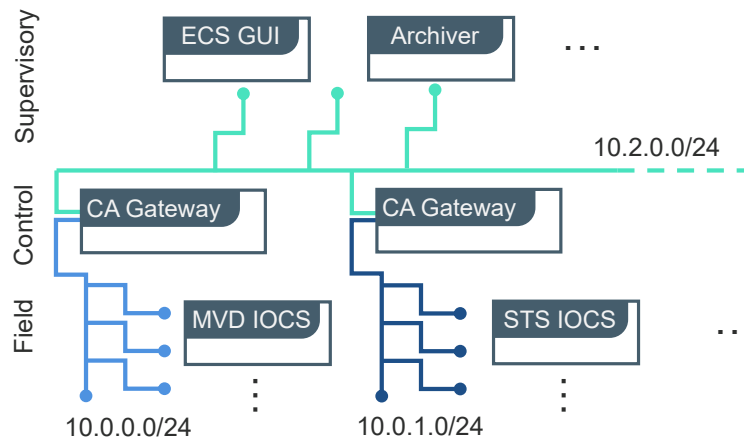 Supervisory
ECS GUI
Archiver
...
10.2.0.0/24
Control
CA Gateway
CA Gateway
Field
MVD IOCS
STS IOCS
...
10.0.0.0/24
10.0.1.0/24